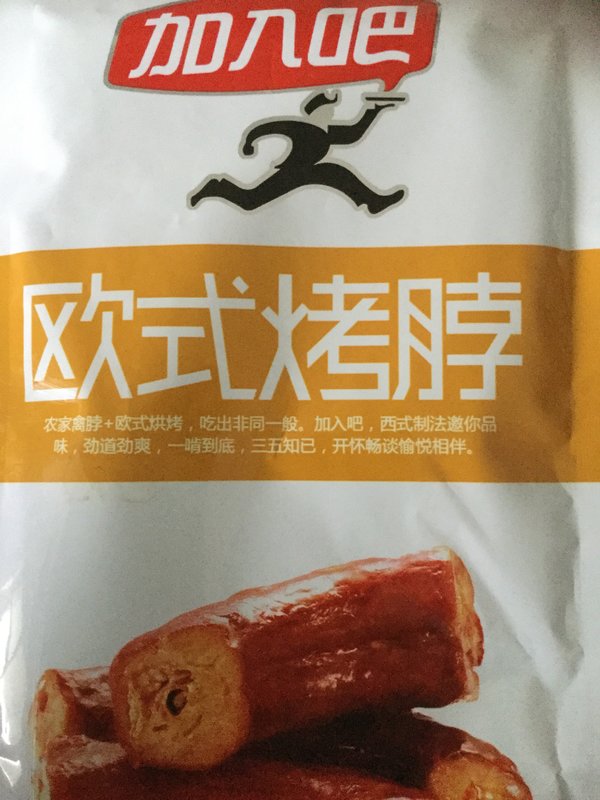 加入吧
欧式烤脖
农家禽脖+欧式烘烤，吃出非同一般。加入吧，西式制法邀你品
味，劲道劲爽，一啃到底，三五知己，开怀畅谈愉悦相伴。